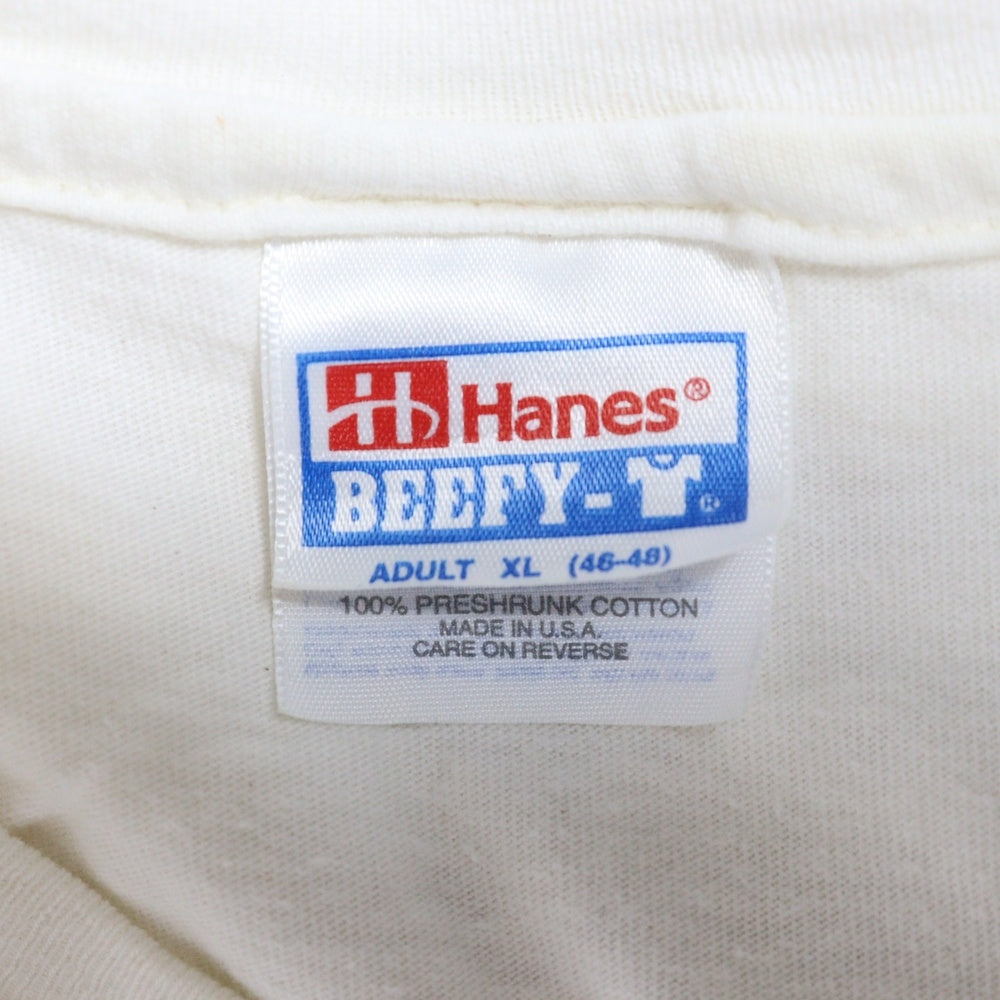 Hanes®
BEEFY-T®
ADULT XL (46-48)
100% PRESHRUNK COTTON
MADE IN U.S.A.
CARE ON REVERSE